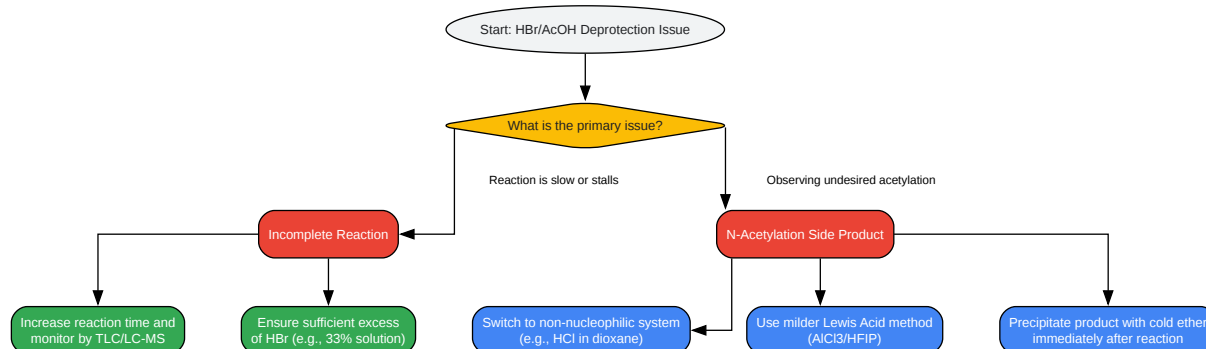 Start: HBr/AcOH Deprotection Issue
What is the primary issue?
Reaction is slow or stalls
Observing undesired acetylation
Incomplete Reaction
N-Acetylation Side Product
Increase reaction time and
monitor by TLC/LC-MS
Ensure sufficient excess
of HBr (e.g., 33% solution)
Switch to non-nucleophilic system
(e.g., HCl in dioxane)
Use milder Lewis Acid method
(AlCl3/HFIP)
Precipitate product with cold ether
immediately after reaction